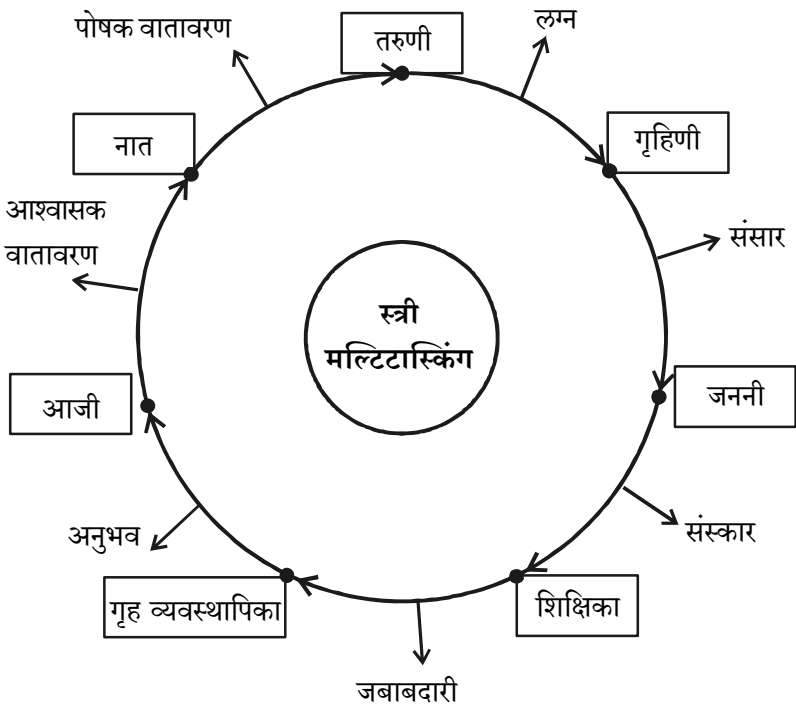 पोषक वातावरण
तरुणी
लग्न
नात
गृहिणी
आश्वासक
वातावरण
संसार
स्त्री
मल्टिटास्किंग
आजी
जननी
अनुभव
संस्कार
गृह व्यवस्थापिका
शिक्षिका
जबाबदारी